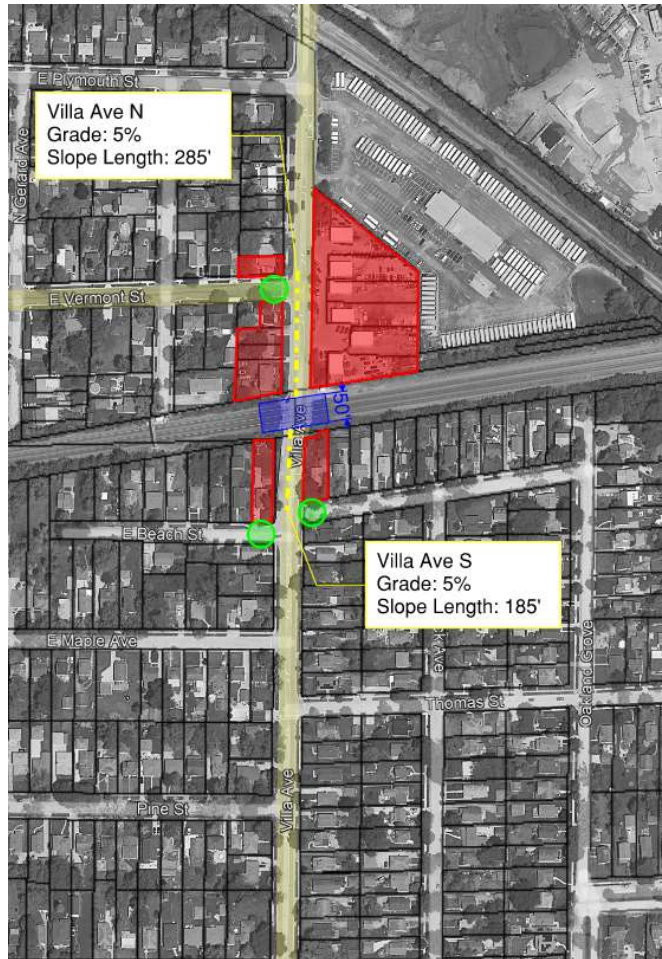 E Plymouth St
Villa Ave N
Grade: 5%
Slope Length: 285'
N Gerard Ave
E Vermont St
Villa Ave
E Beach St
Villa Ave S
Grade: 5%
Slope Length: 185'
E Maple Ave
Oakland Grove
Thomas St
Pine St
Villa Ave